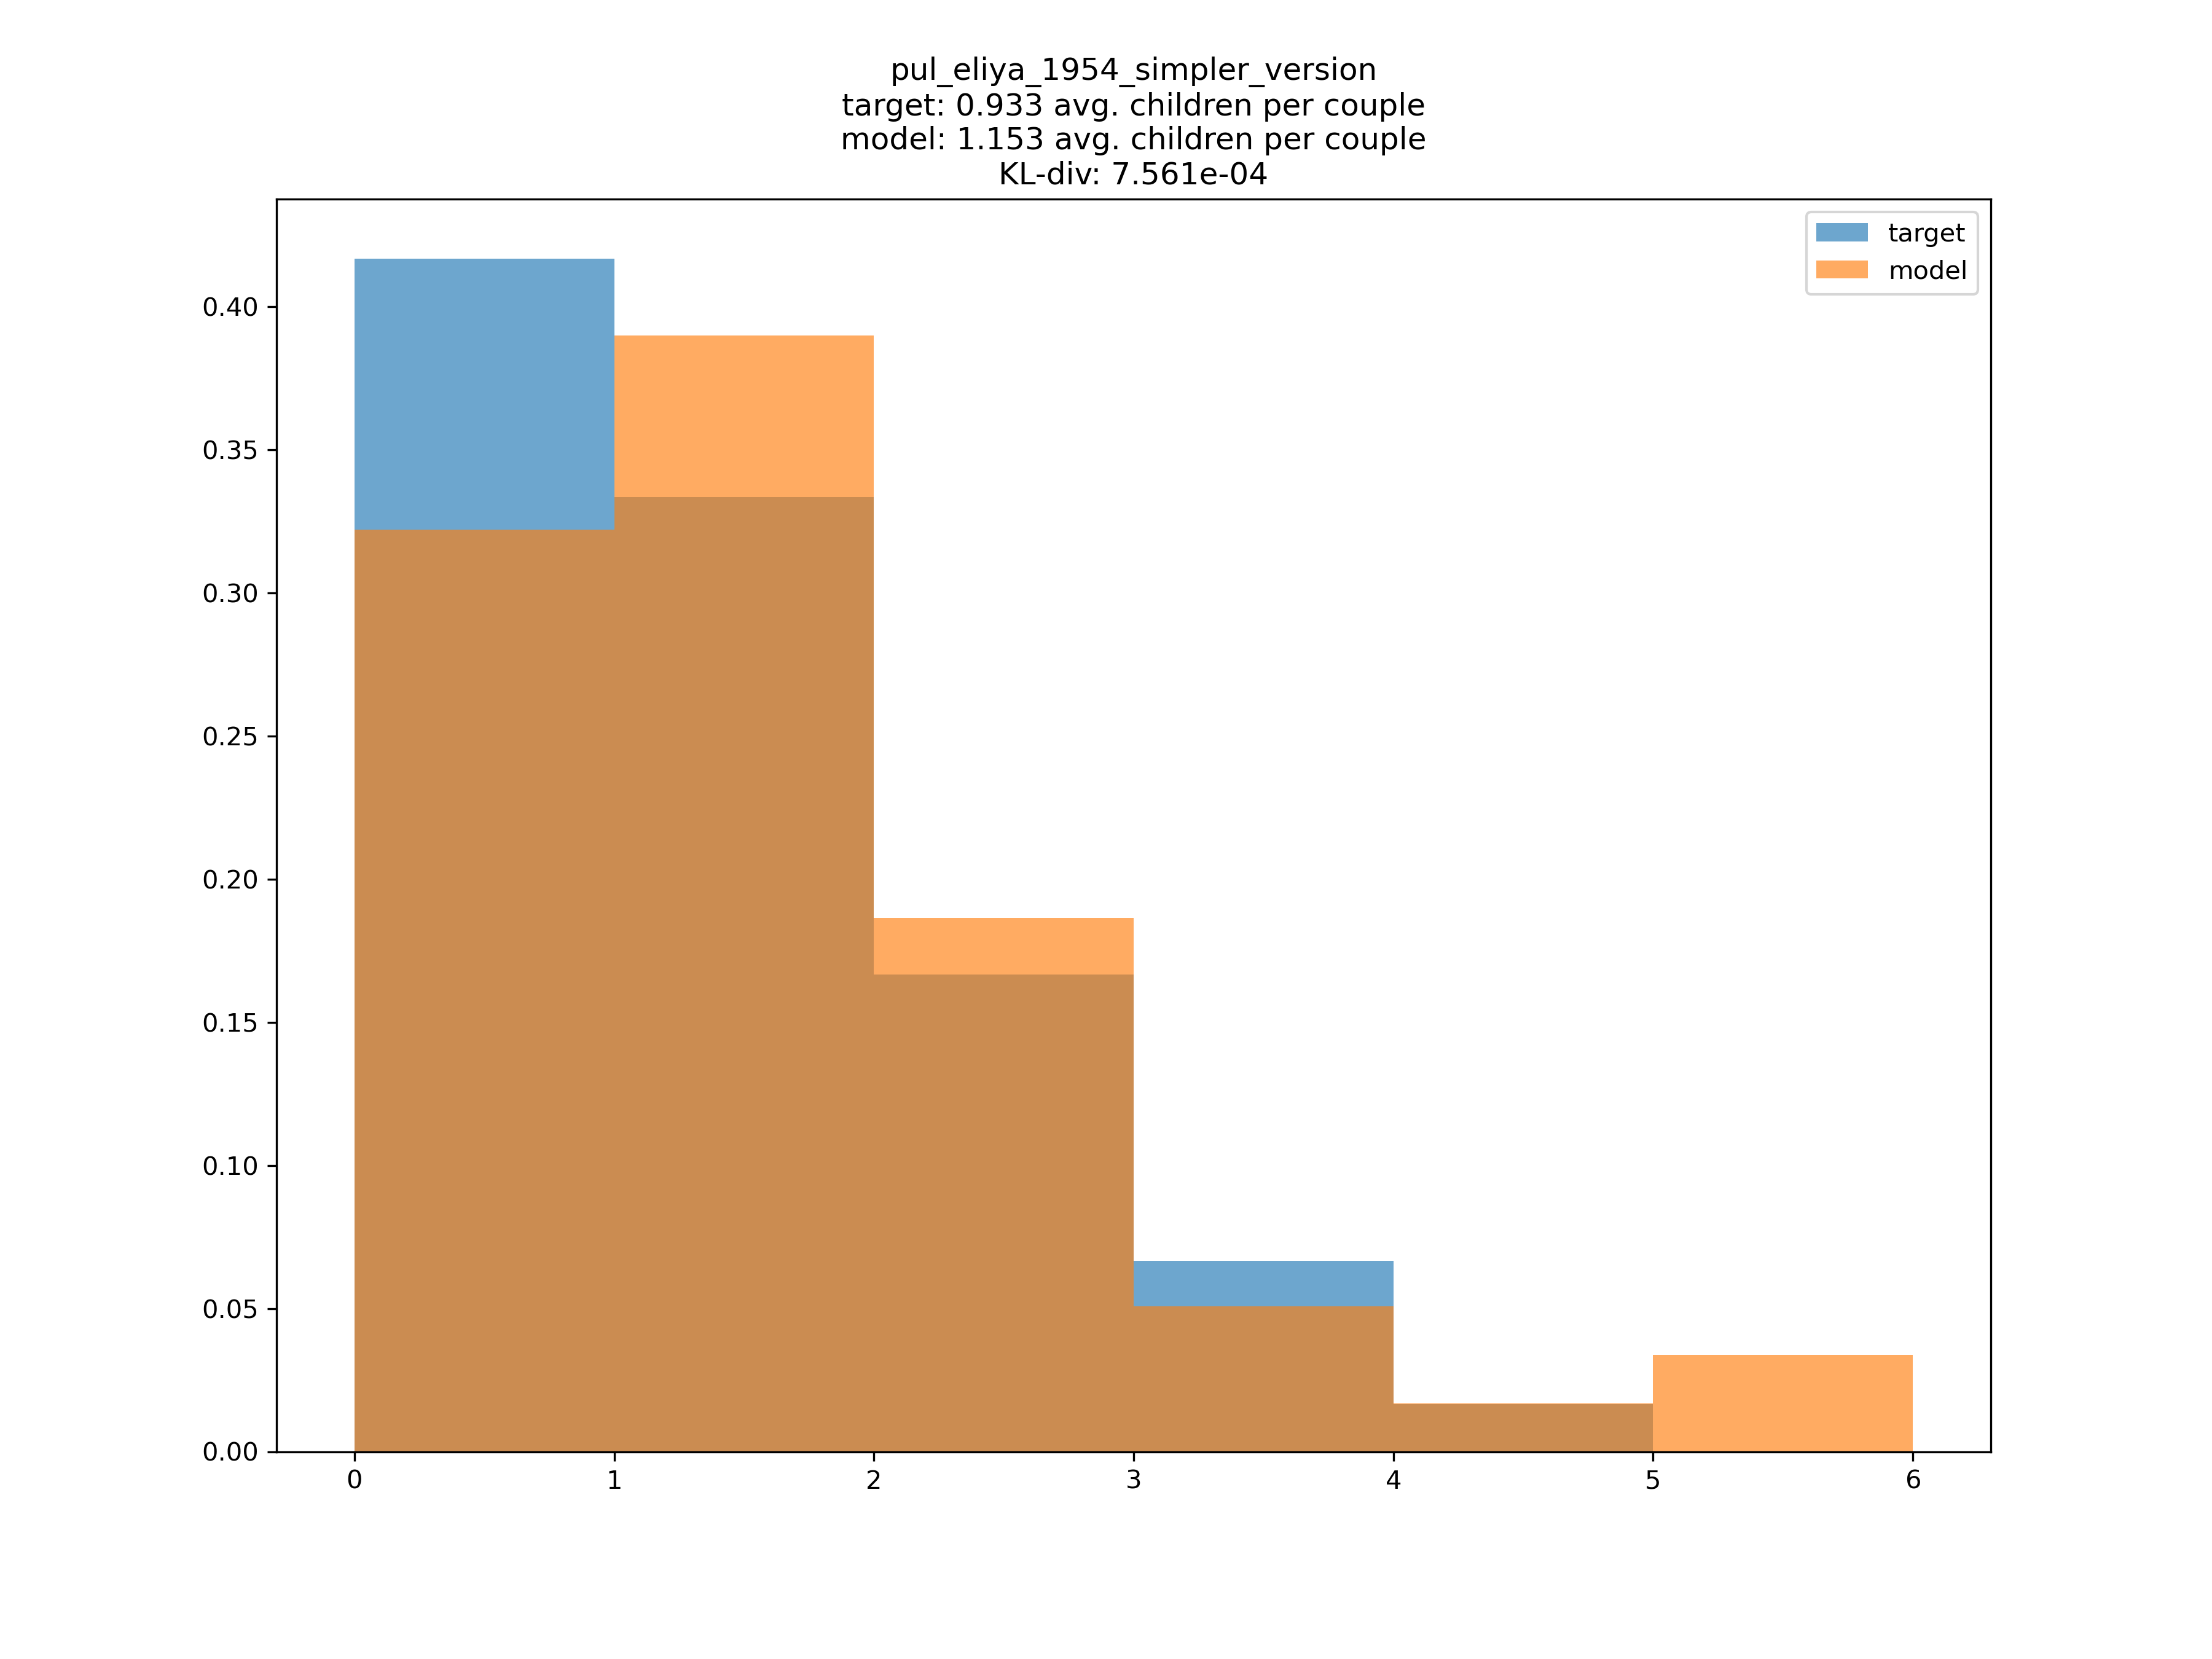 pul_eliya_1954_simpler_version
target: 0.933 avg. children per couple
model: 1.153 avg. children per couple
KL-div: 7.561e-04
target
model
0.40
0.35
0.30
0.25
0.20
0.15
0.10
0.05
0.00
0 1 2 3 4 5 6